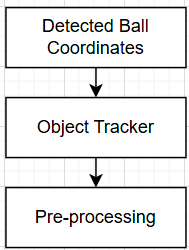 Detected Ball
Coordinates
Object Tracker
Pre-processing